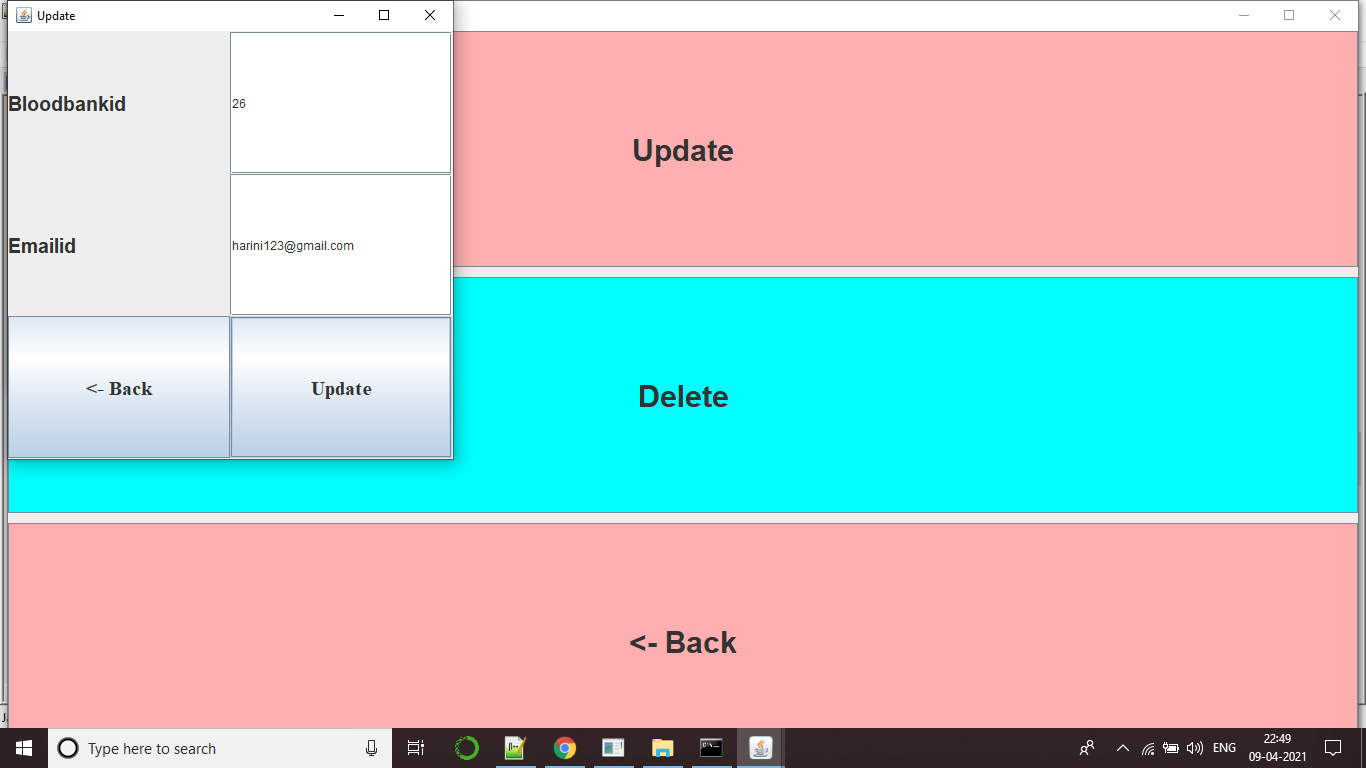 Update
Bloodbankid
26
Emailid
harini123@gmail.com
<- Back
Update
Update
Delete
<- Back
Type here to search
ENG
22:49
09-04-2021